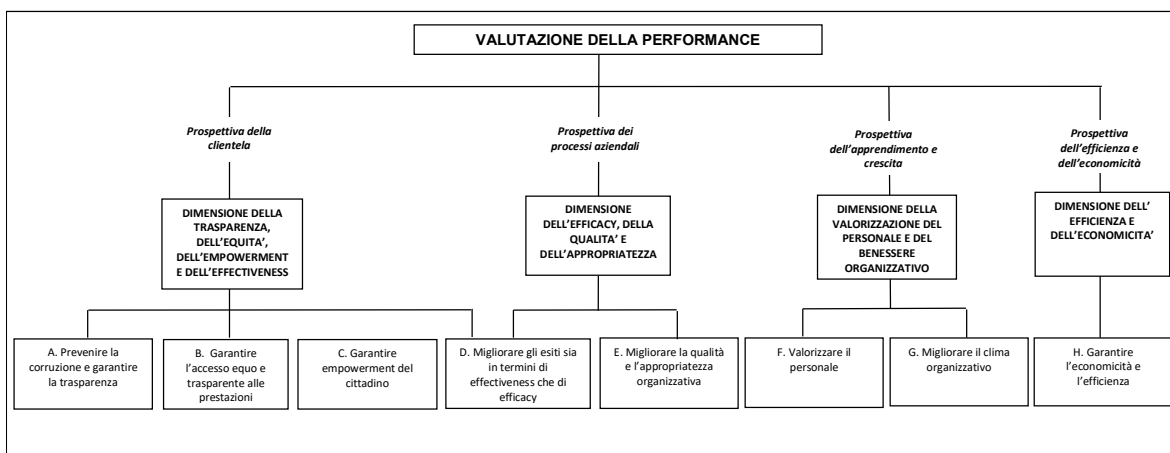 VALUTAZIONE DELLA PERFORMANCE
Prospettiva della
clientela
Prospettiva dei
processi aziendali
Prospettiva
dell'apprendimento e
crescita
Prospettiva
dell'efficienza e
dell'economicità
DIMENSIONE DELLA
TRASPARENZA,
DELL'EQUITA',
DELL'EMPOWERMENT
E DELL'EFFECTIVENESS
DIMENSIONE
DELL'EFFICACY, DELLA
QUALITA' E
DELL'APPROPRIATEZZA
DIMENSIONE DELLA
VALORIZZAZIONE DEL
PERSONALE E DEL
BENESSERE
ORGANIZZATIVO
DIMENSIONE DELL'
EFFICIENZA E
DELL'ECONOMICITA'
A. Prevenire la
corruzione e garantire
la trasparenza
B. Garantire
l'accesso equo e
trasparente alle
prestazioni
C. Garantire
empowerment del
cittadino
D. Migliorare gli esiti sia
in termini di
effectiveness che di
efficacy
E. Migliorare la qualità
e l'appropriatezza
organizzativa
F. Valorizzare il
personale
G. Migliorare il clima
organizzativo
H. Garantire
l'economicità e
l'efficienza